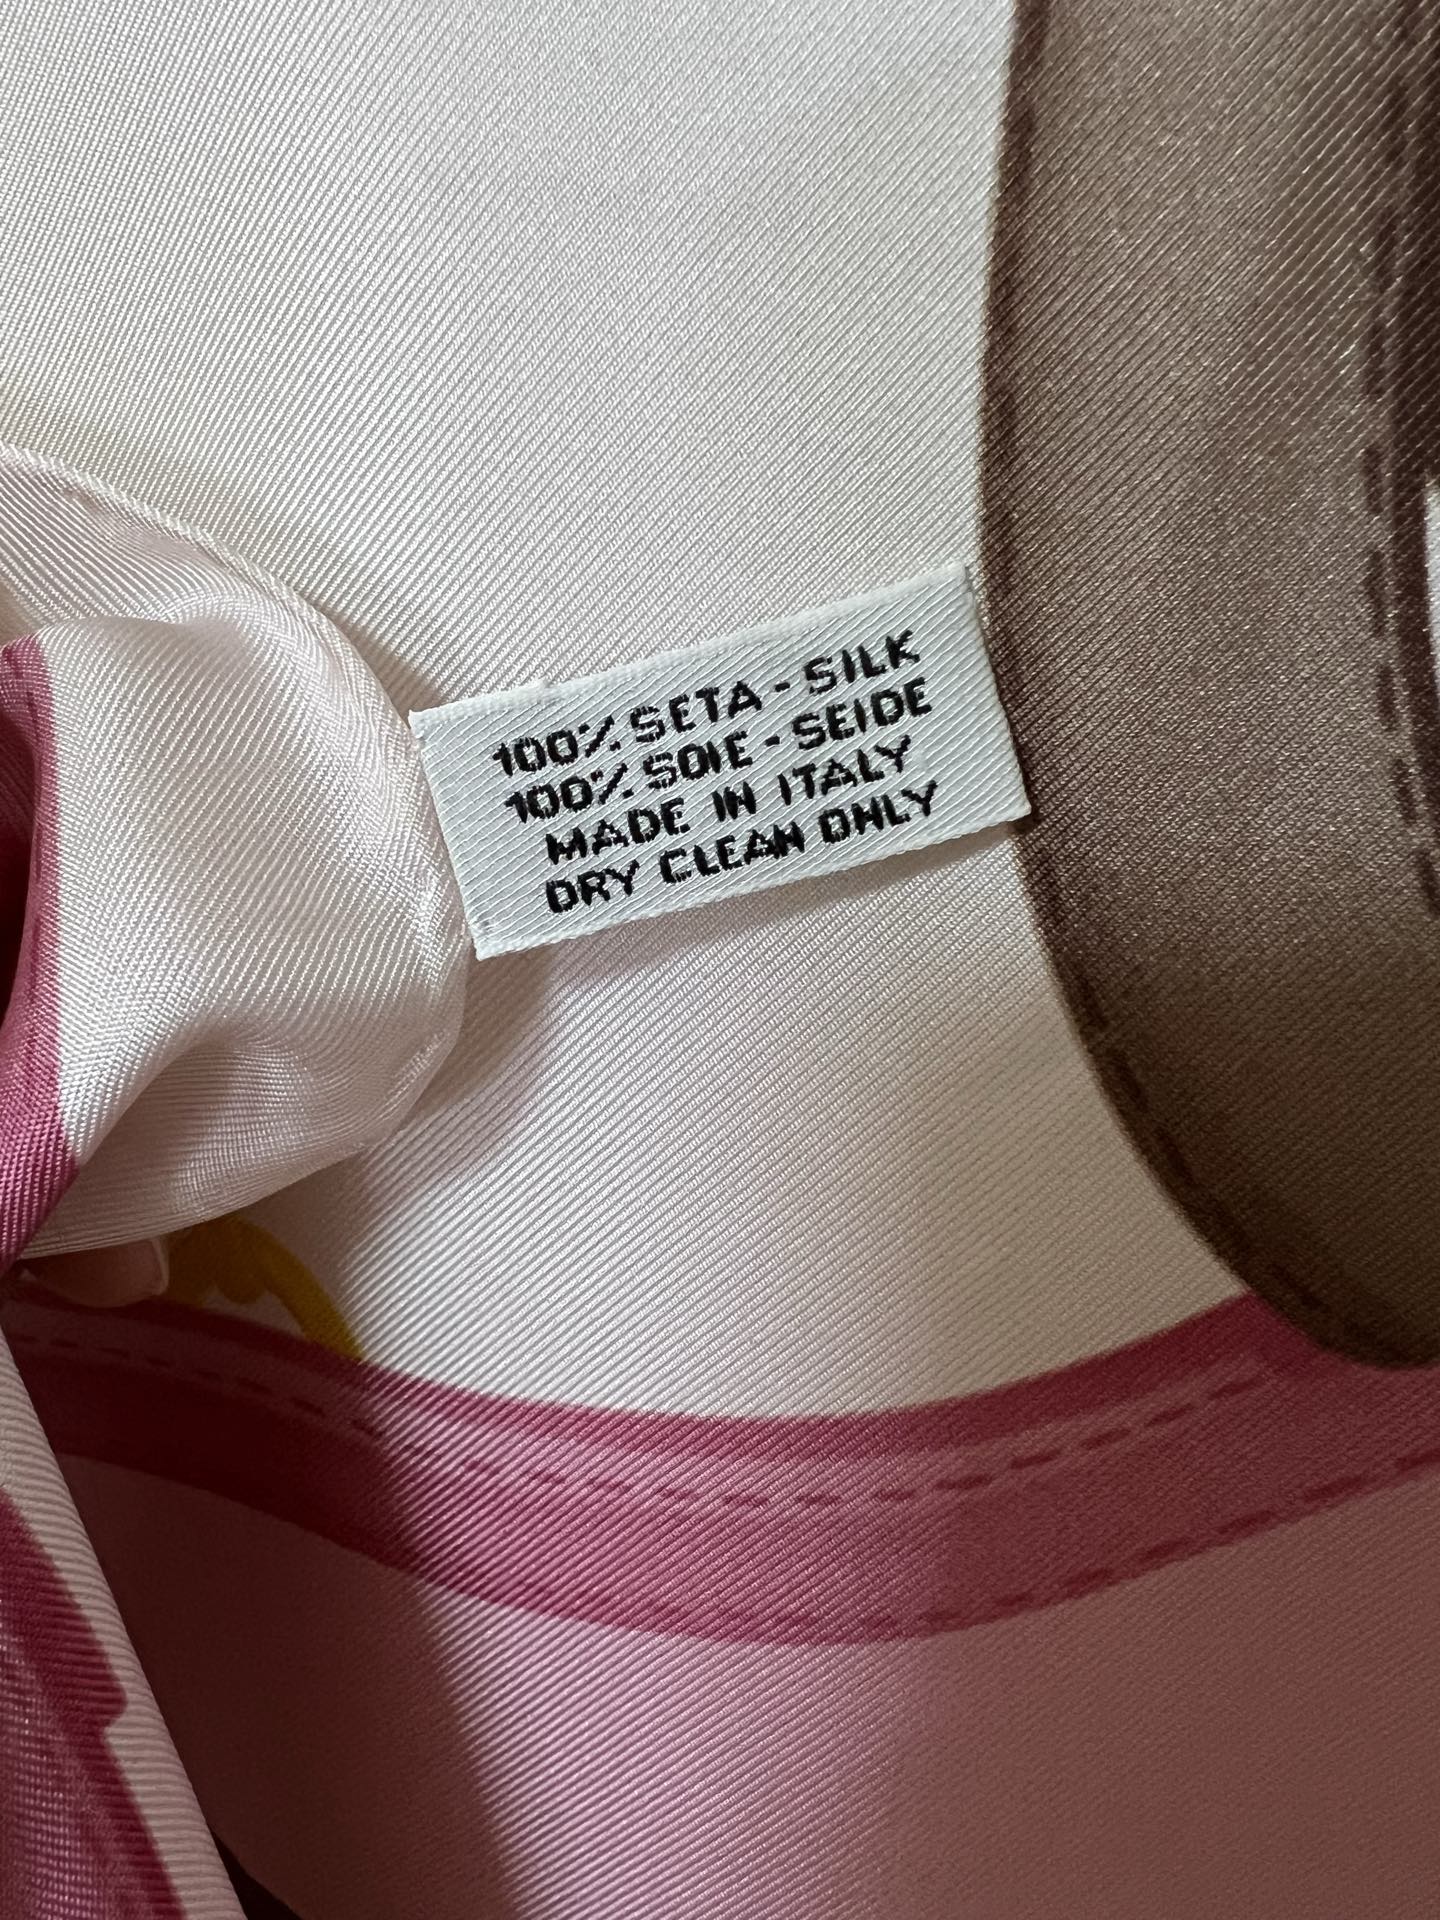 100% SETA - SILK
100% SOIE - SEIDE
MADE IN ITALY
DRY CLEAN ONLY